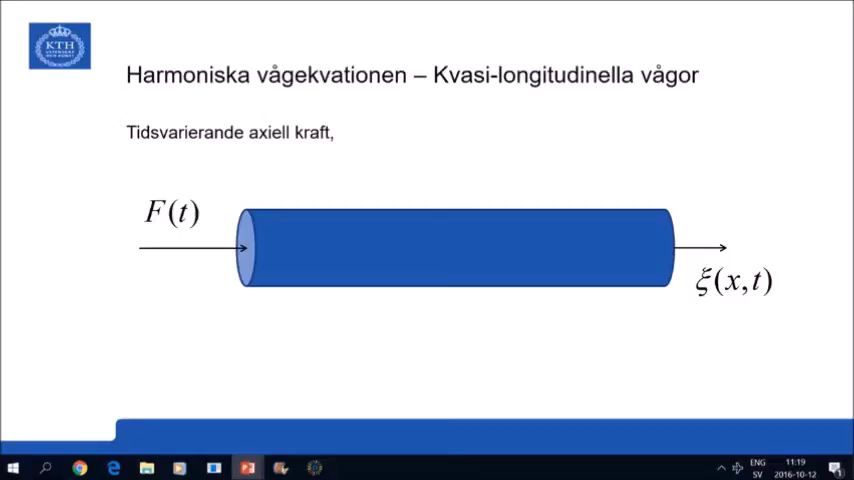 KTH
Harmoniska vågekvationen – Kvasi-longitudinella vågor
Tidsvarierande axiell kraft,
F(t)
ξ(x,t)
ENG
11:19
SV
2016-10-12